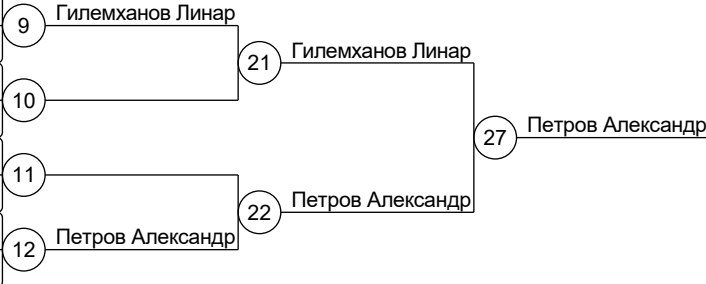 9 Гилемханов Линар
21 Гилемханов Линар
10
27 Петров Александр
11
22 Петров Александр
12 Петров Александр